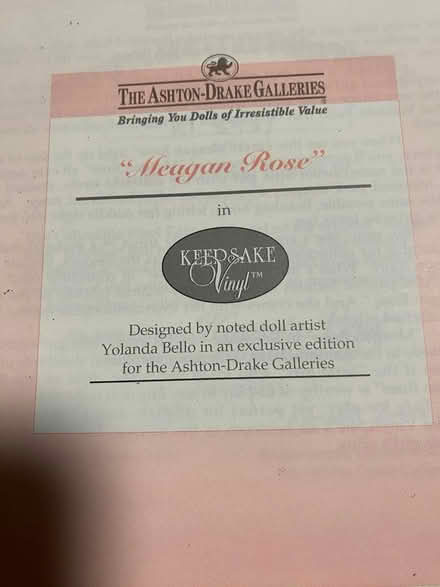 THE ASHTON-DRAKE GALLERIES
Bringing You Dolls of Irresistible Value
"Meagan Rose"
in
KEEPSAKE
Vinyl™
Designed by noted doll artist
Yolanda Bello in an exclusive edition
for the Ashton-Drake Galleries